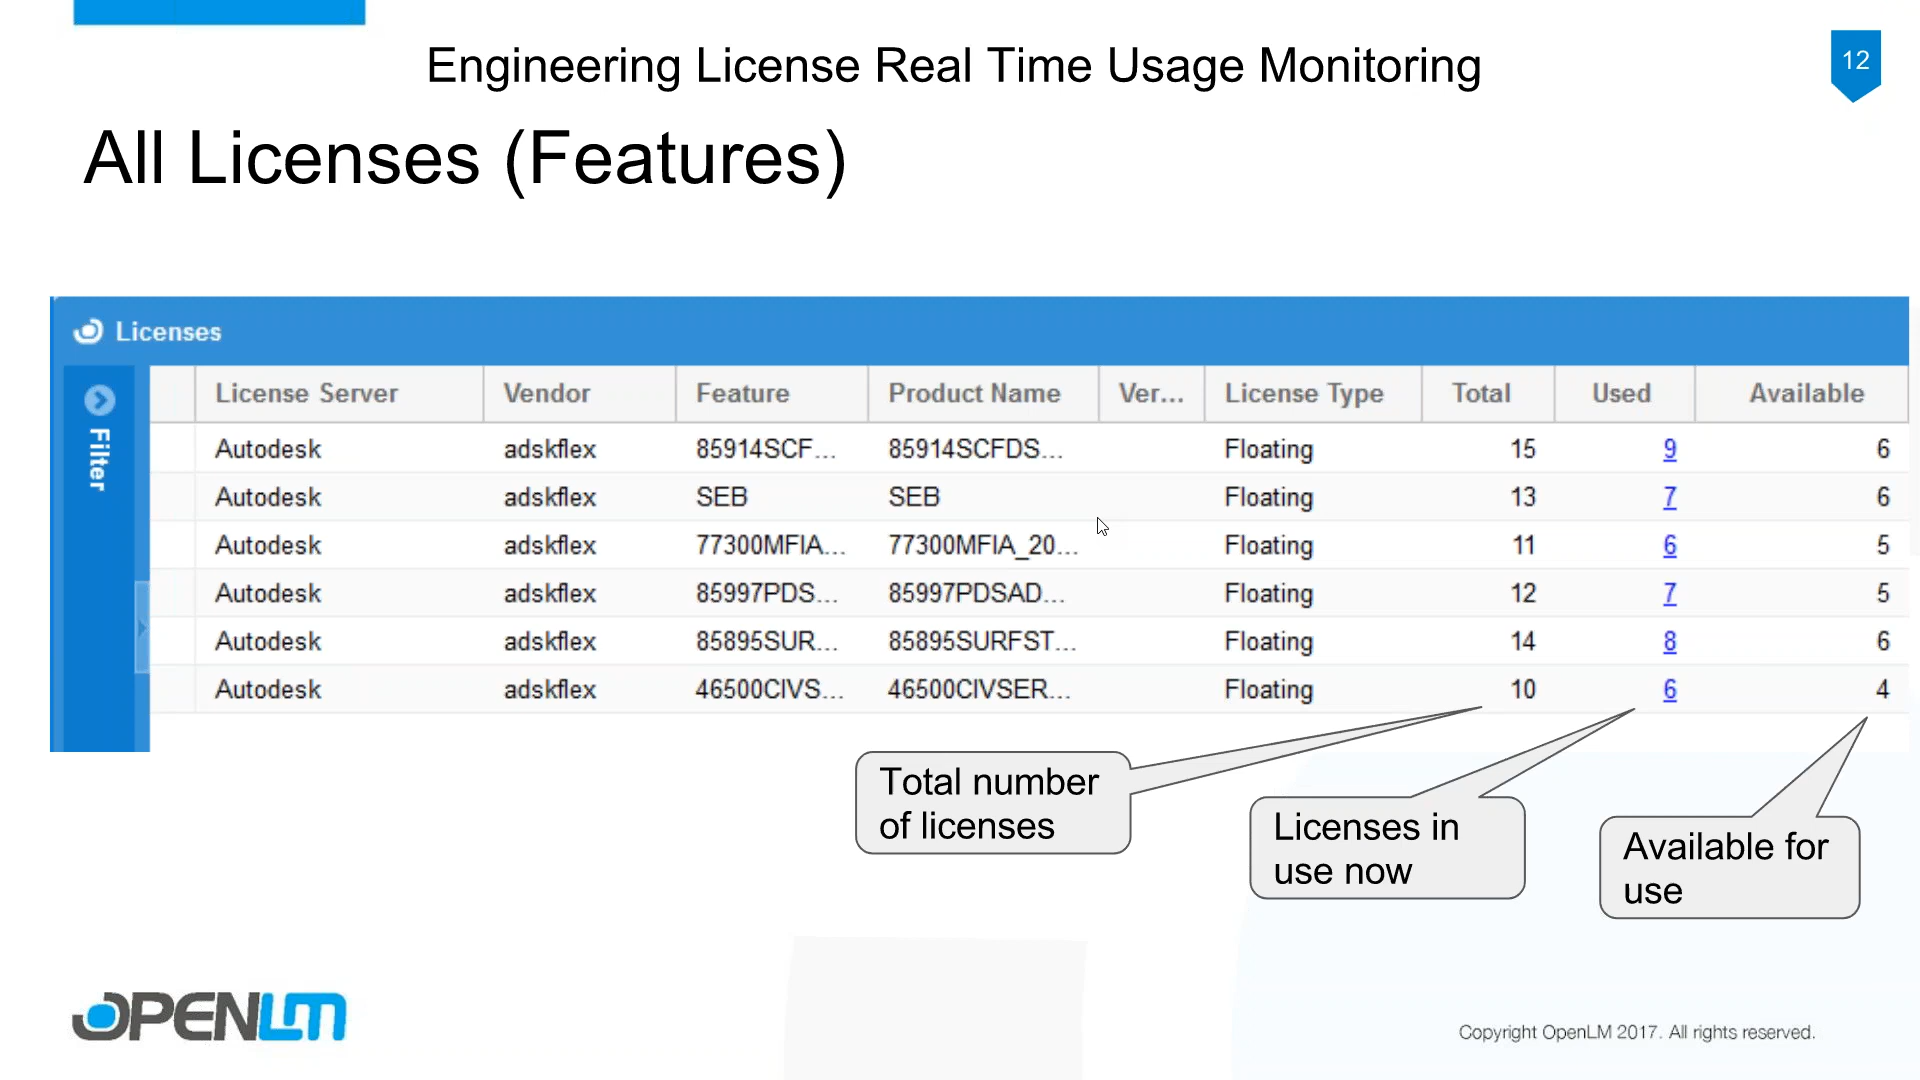 Engineering License Real Time Usage Monitoring
12
All Licenses (Features)
Licenses
Filter
License Server Vendor Feature Product Name Ver... License Type Total Used Available
Autodesk adskflex 85914SCF... 85914SCFDS... Floating 15 9 6
Autodesk adskflex SEB SEB Floating 13 7 6
Autodesk adskflex 77300MFIA... 77300MFIA_20... Floating 11 6 5
Autodesk adskflex 85997PDS... 85997PDSAD... Floating 12 7 5
Autodesk adskflex 85895SUR... 85895SURFST... Floating 14 8 6
Autodesk adskflex 46500CIVS... 46500CIVSER... Floating 10 6 4
Total number
of licenses
Licenses in
use now
Available for
use
OPENLM
Copyright OpenLM 2017. All rights reserved.